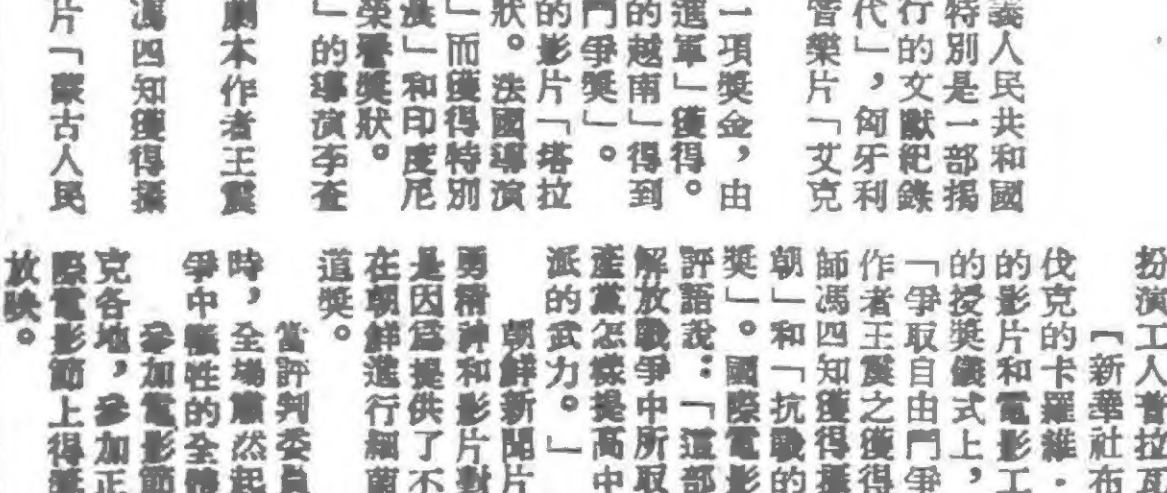 義人民共和國
特別是一部揭
行的文獻紀錄
代」，匈牙利
音樂片「艾克
一項獎金，由
進軍」獲得。
的越南」得到
鬥爭獎」。
的影片「塔拉
狀。法國導演
」而獲得特別
漠」和印度尼
榮譽獎狀。
」的導演李查
劇本作者王震
馮四知獲得攝
片「蒙古人民
扮演工人普拉瓦
［新華社布
伐克的卡羅維·
的影片和電影工
的授獎儀式上，
「爭取自由鬥爭
作者王震之獲得
師馮四知獲得攝
朝」和「抗戰的
獎」。國際電影
評語說：「這部
解放戰爭中所取
產黨怎樣提高中
派的武力。」
朝鮮新聞片
勇精神和影片對
是因爲提供了不
在朝鮮進行細菌
道獎。
當評判委員
時，全場肅然起
爭中犧牲的全體
參加電影節
克各地，參加正
際電影節上得獎
放映。